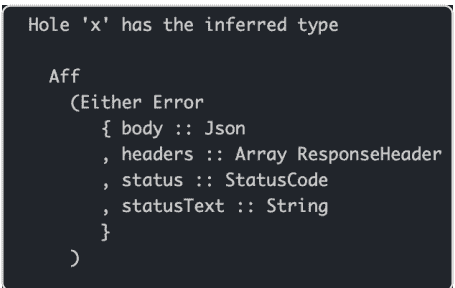 Hole 'x' has the inferred type
Aff
(Either Error
{ body :: Json
, headers :: Array ResponseHeader
, status :: StatusCode
, statusText :: String
}
)